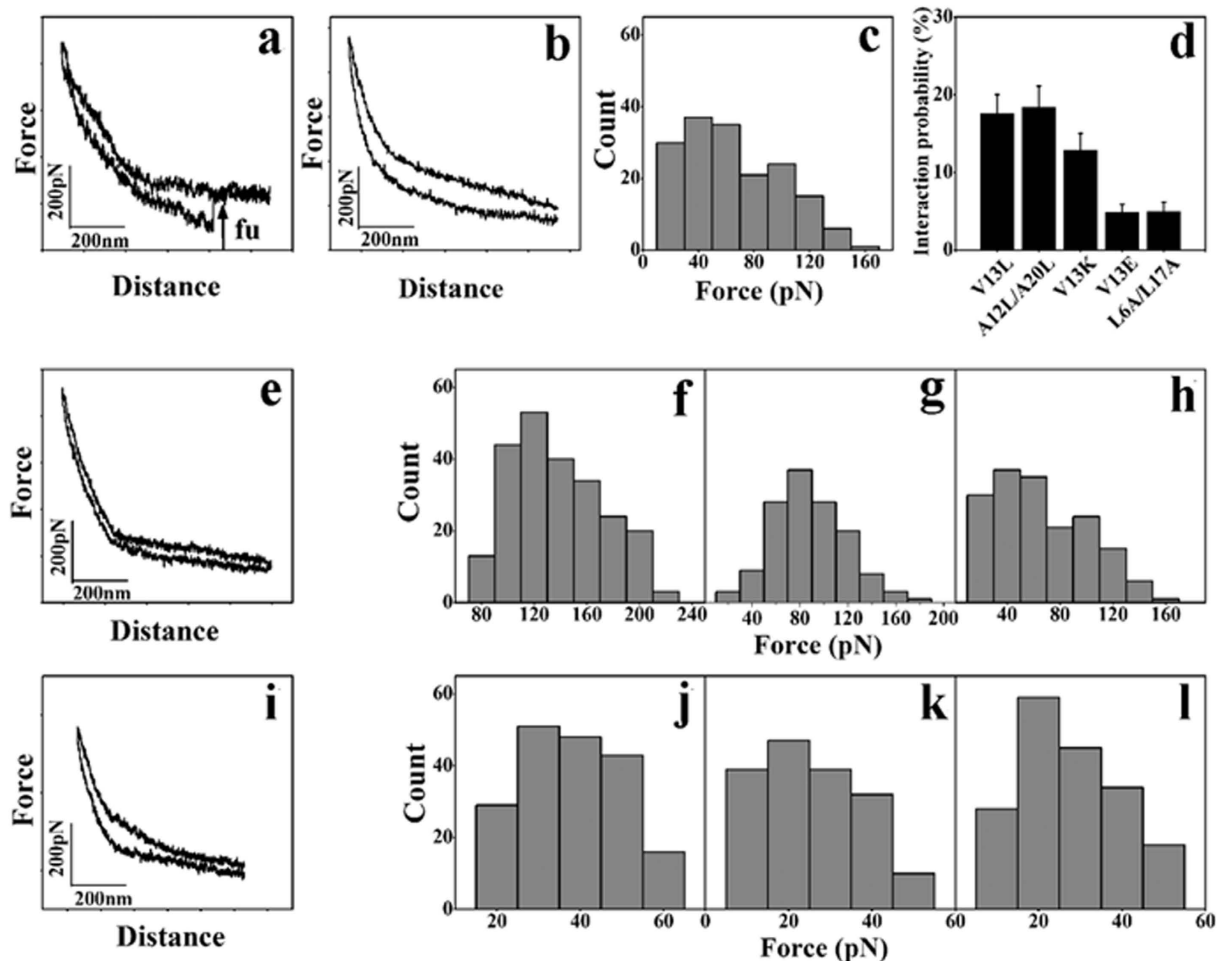 a
Force
200pN
200nm
fu
Distance
b
Force
200pN
200nm
Distance
c
Count
60
40
20
0
0 40 80 120 160
Force (pN)
d
Interaction probability (%)
30
20
10
0
V13L
A12L/A20L
V13K
V13E
L6A/L17A
e
Force
200pN
200nm
Distance
f
g
h
Count
60
40
20
0
80 120 160 200 240
40 80 120 160 200
0 40 80 120 160
Force (pN)
i
Force
200pN
200nm
Distance
j
k
l
Count
60
40
20
0
20 40 60
0 20 40 60
0 20 40 60
Force (pN)